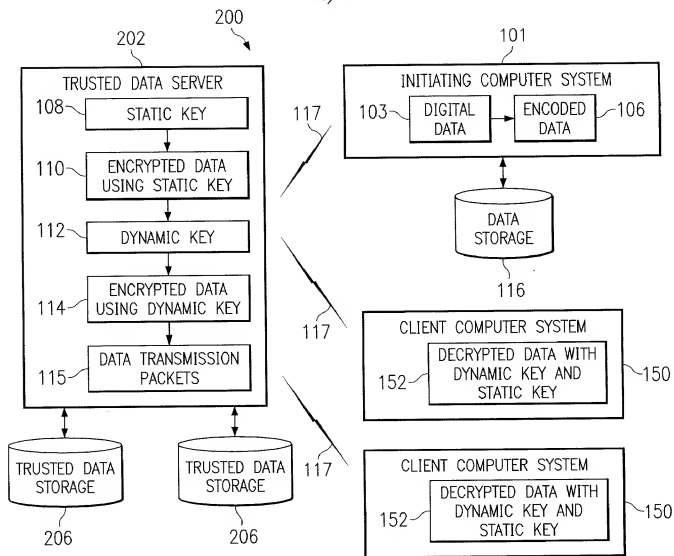 200
202
TRUSTED DATA SERVER
108
STATIC KEY
110
ENCRYPTED DATA
USING STATIC KEY
112
DYNAMIC KEY
114
ENCRYPTED DATA
USING DYNAMIC KEY
115
DATA TRANSMISSION
PACKETS
TRUSTED DATA
STORAGE
206
TRUSTED DATA
STORAGE
206
117
117
117
101
INITIATING COMPUTER SYSTEM
103
DIGITAL
DATA
ENCODED
DATA
106
DATA
STORAGE
116
CLIENT COMPUTER SYSTEM
152
DECRYPTED DATA WITH
DYNAMIC KEY AND
STATIC KEY
150
CLIENT COMPUTER SYSTEM
152
DECRYPTED DATA WITH
DYNAMIC KEY AND
STATIC KEY
150